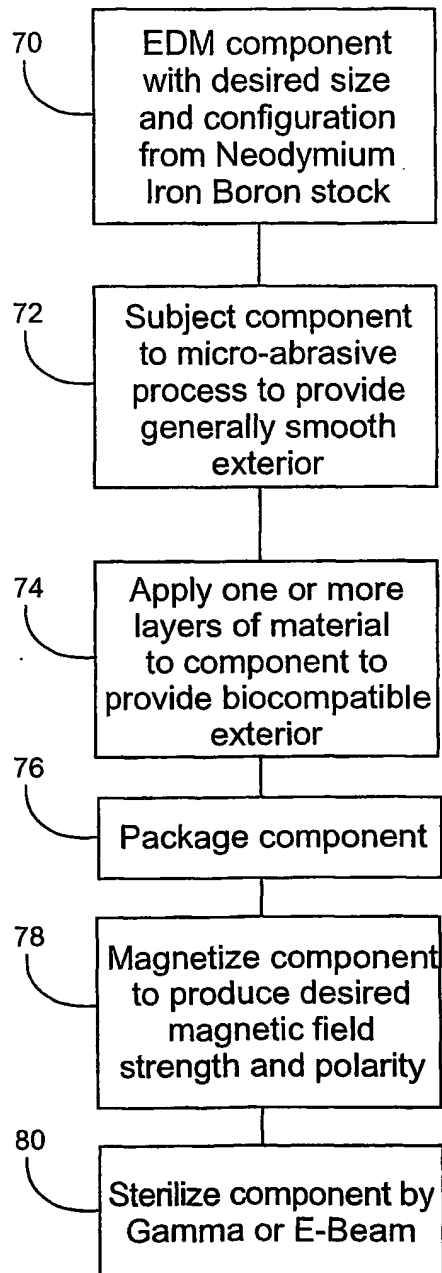 70
EDM component
with desired size
and configuration
from Neodymium
Iron Boron stock
72
Subject component
to micro-abrasive
process to provide
generally smooth
exterior
74
Apply one or more
layers of material
to component to
provide biocompatible
exterior
76
Package component
78
Magnetize component
to produce desired
magnetic field
strength and polarity
80
Sterilize component by
Gamma or E-Beam